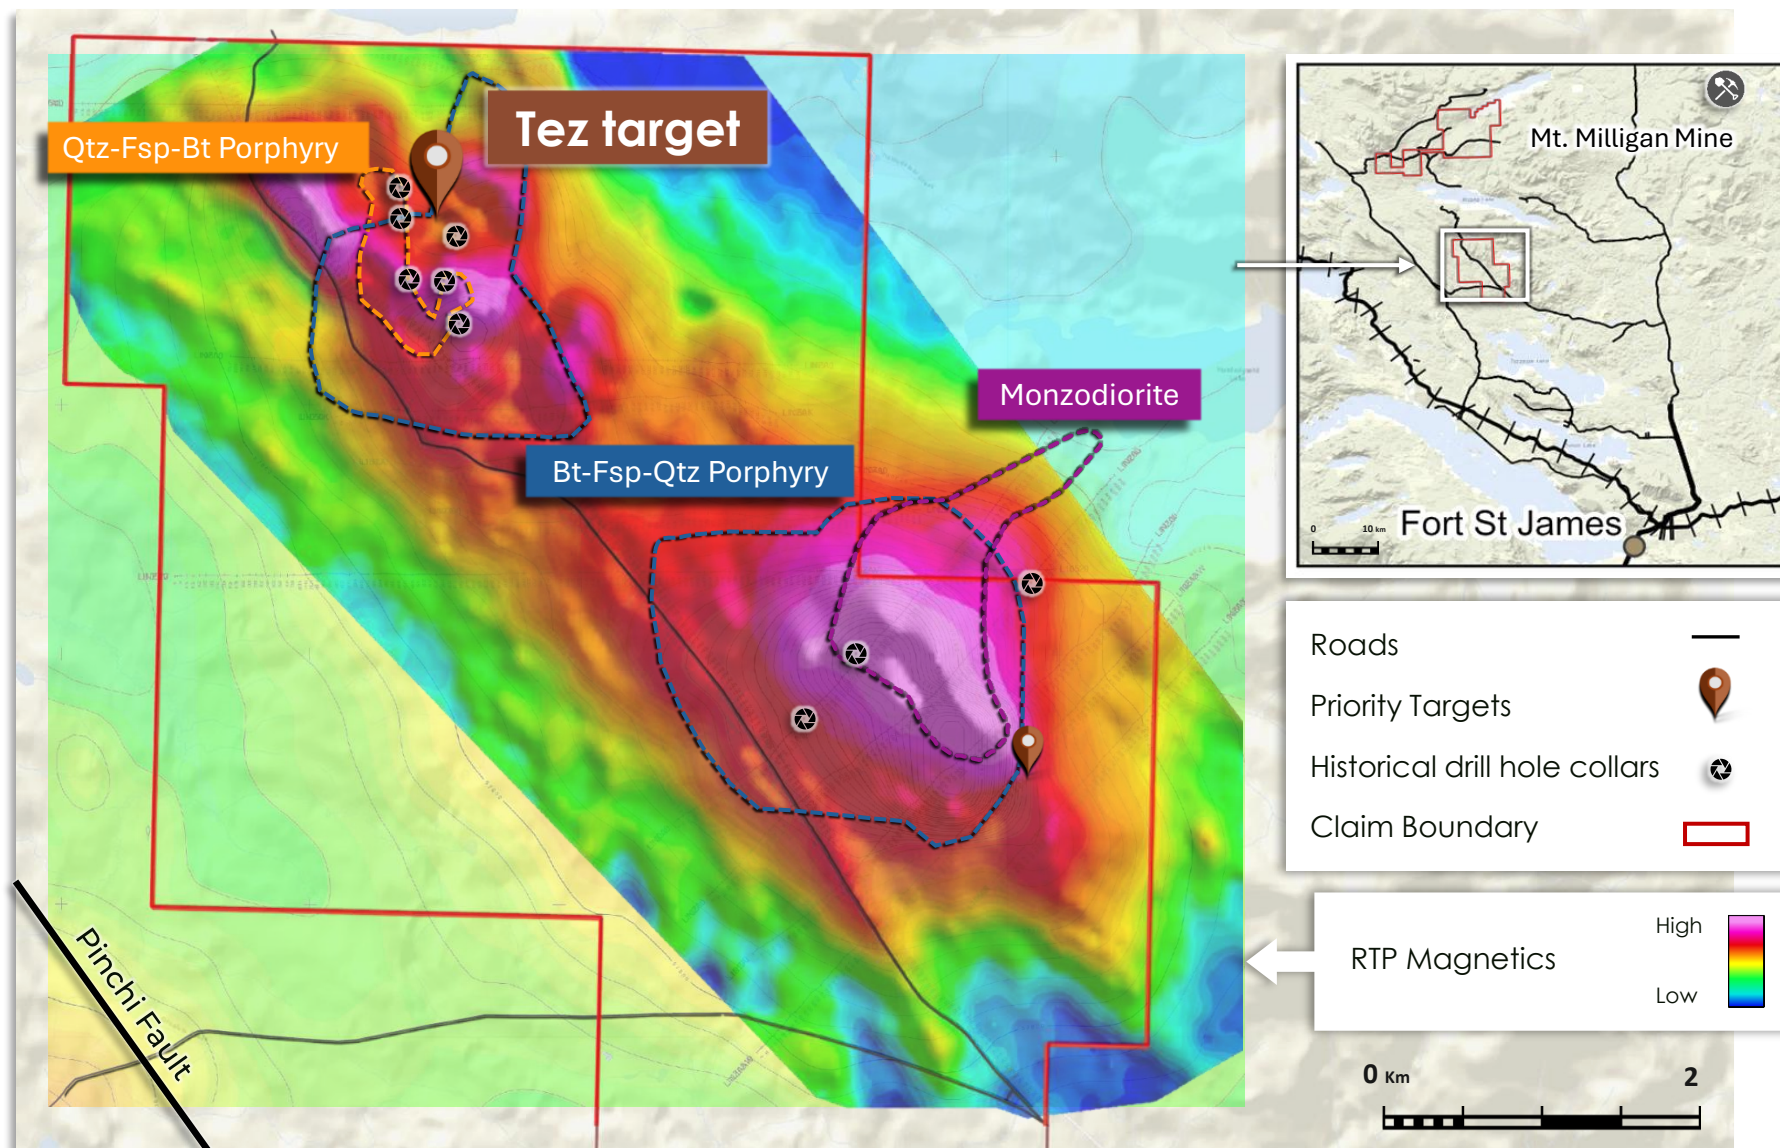 Qtz-Fsp-Bt Porphyry
Tez target
Monzodiorite
Bt-Fsp-Qtz Porphyry
Pinchi Fault
Mt. Milligan Mine
0
10 km
Fort St James
Roads
Priority Targets
Historical drill hole collars
Claim Boundary
RTP Magnetics
High
Low
0 Km
2